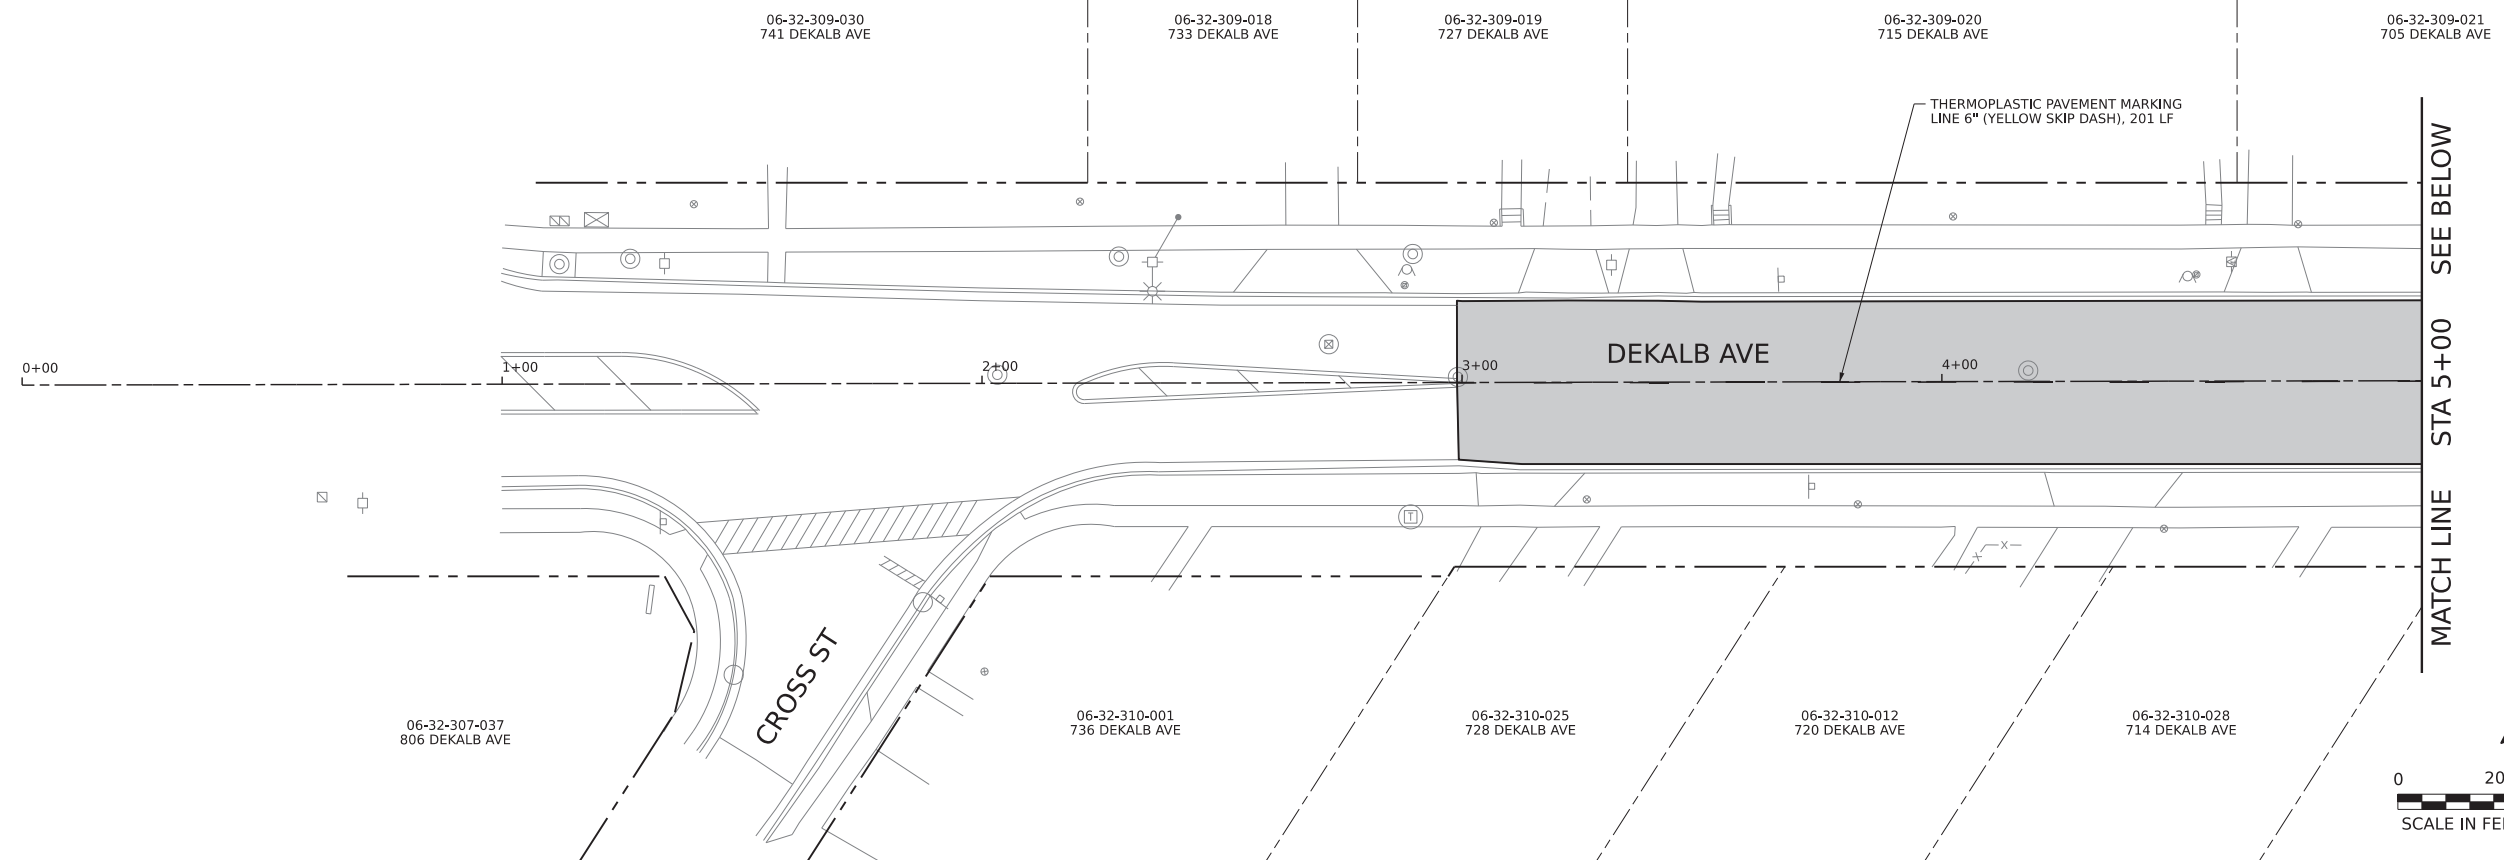 06-32-309-030
741 DEKALB AVE
06-32-309-018
733 DEKALB AVE
06-32-309-019
727 DEKALB AVE
06-32-309-020
715 DEKALB AVE
06-32-309-021
705 DEKALB AVE
THERMOPLASTIC PAVEMENT MARKING
LINE 6" (YELLOW SKIP DASH), 201 LF
MATCH LINE STA 5+00 SEE BELOW
DEKALB AVE
0+00
1+00
2+00
3+00
4+00
T
X
X
CROSS ST
06-32-307-037
806 DEKALB AVE
06-32-310-001
736 DEKALB AVE
06-32-310-025
728 DEKALB AVE
06-32-310-012
720 DEKALB AVE
06-32-310-028
714 DEKALB AVE
0 20
SCALE IN